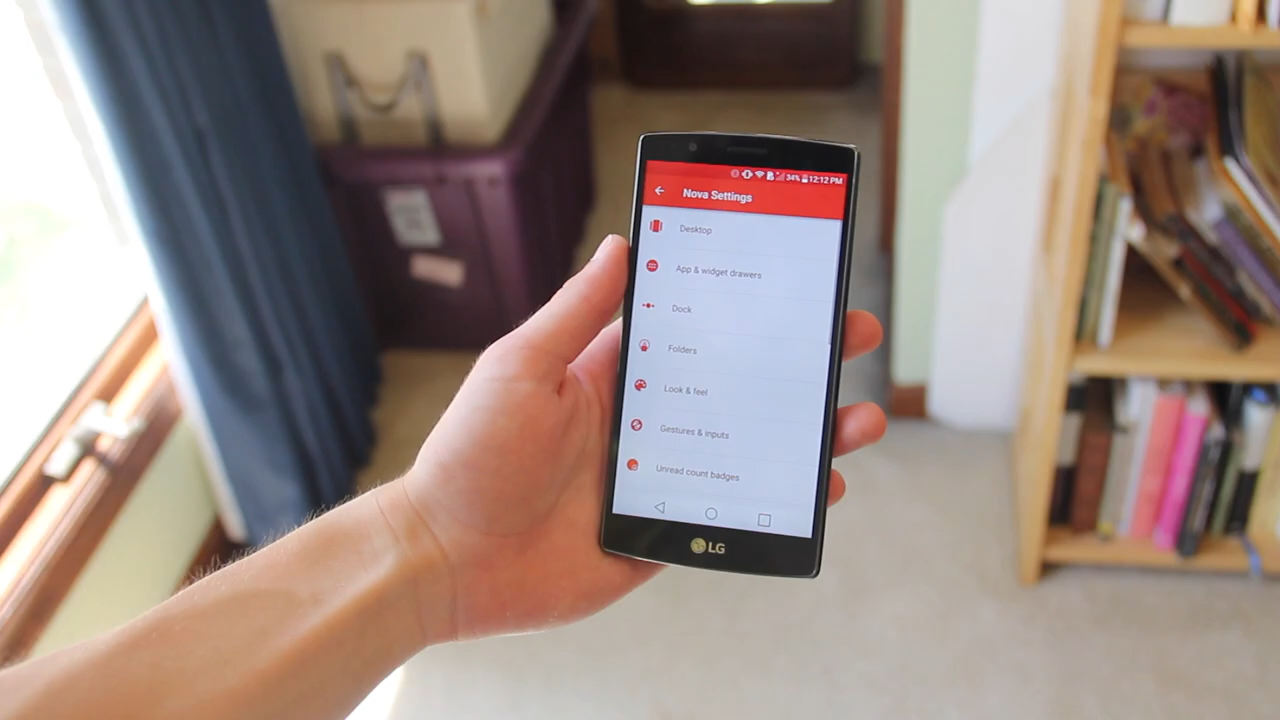 34% 12:12 PM
Nova Settings
Desktop
App & widget drawers
Dock
Folders
Look & feel
Gestures & inputs
Unread count badges
LG